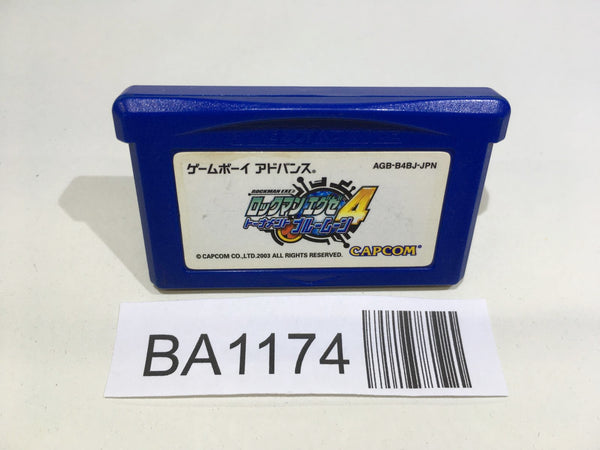 ゲームボーイ アドバンス®
AGB-B4BJ-JPN
ROCKMAN EXE 4
ロックマン エグゼ 4
トーナメント ブルームーン
© CAPCOM CO.,LTD.2003 ALL RIGHTS RESERVED.
CAPCOM®
BA1174